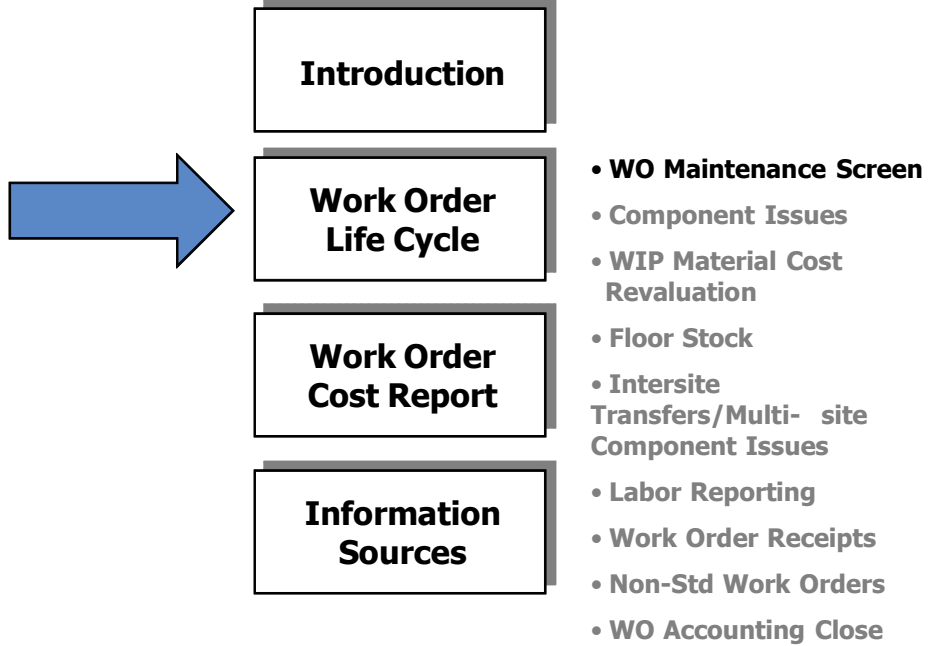 Introduction
Work Order
Life Cycle
Work Order
Cost Report
Information
Sources
• WO Maintenance Screen
• Component Issues
• WIP Material Cost
Revaluation
• Floor Stock
• Intersite
Transfers/Multi- site
Component Issues
• Labor Reporting
• Work Order Receipts
• Non-Std Work Orders
• WO Accounting Close